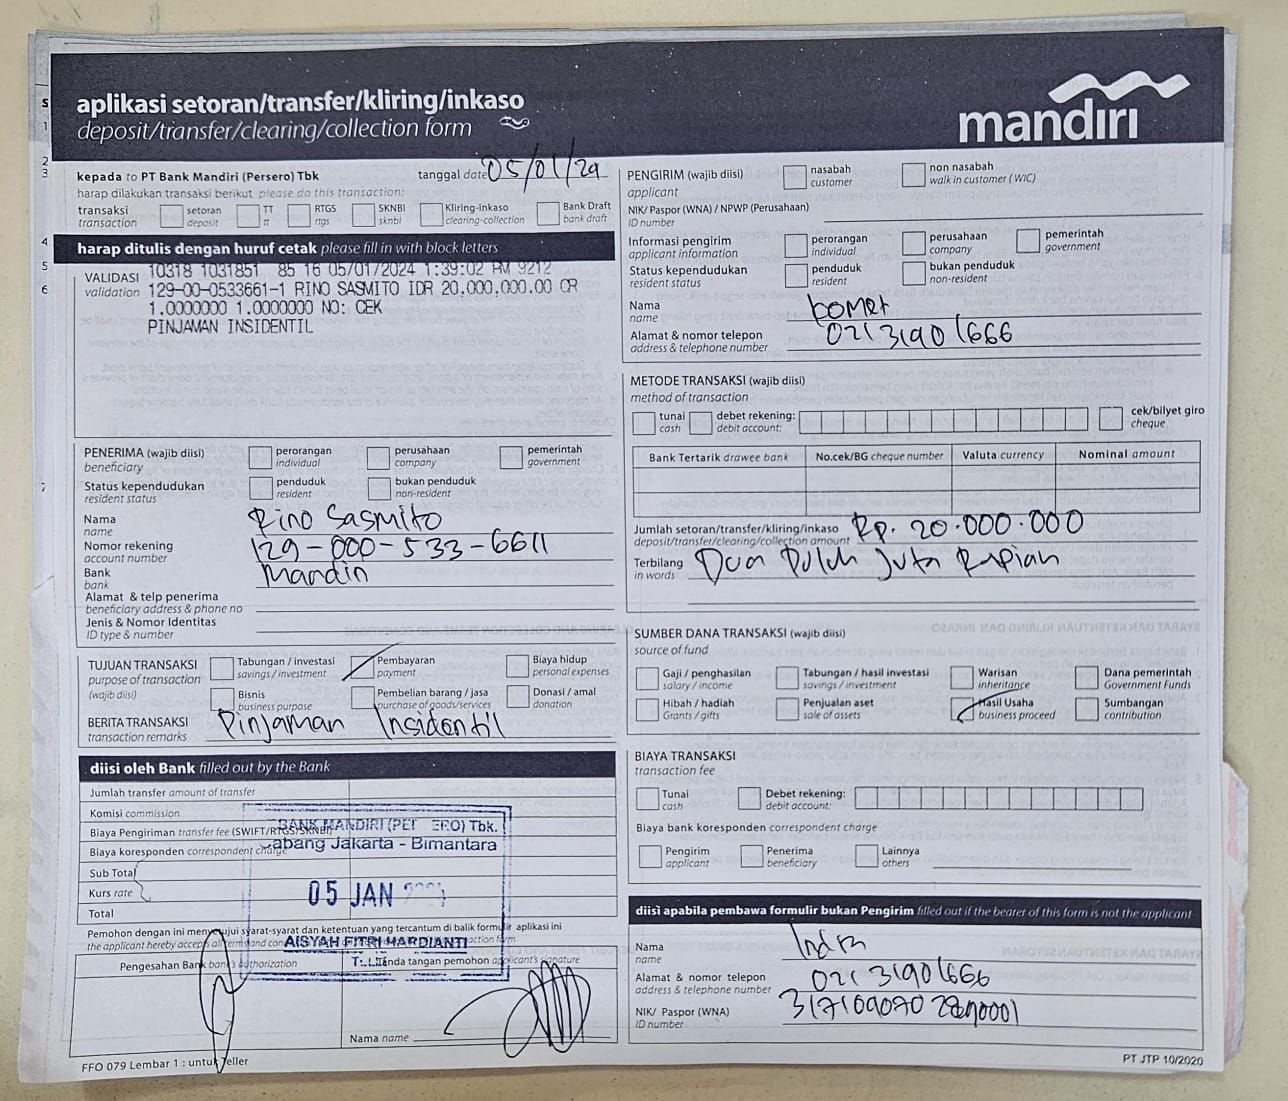 aplikasi setoran/transfer/kliring/inkaso
deposit/transfer/clearing/collection form
mandiri
kepada to PT Bank Mandiri (Persero) Tbk
tanggal date 05/01/24
harap dilakukan transaksi berikut please do this transaction:
transaksi
transaction
setoran
deposit
TT
tt
RTGS
rtgs
SKNBI
sknbi
Kliring-inkaso
clearing-collection
Bank Draft
bank draft
harap ditulis dengan huruf cetak please fill in with block letters
VALIDASI
validation
10318 1031851 85 16 05/01/2024 1:39:02 PM 9212
129-00-0533661-1 RINO SASMITO IDR 20,000,000.00 CR
1.0000000 1.0000000 NO: CEK
PINJAMAN INSIDENTIL
PENERIMA (wajib diisi)
beneficiary
perorangan
individual
perusahaan
company
pemerintah
government
Status kependudukan
resident status
penduduk
resident
bukan penduduk
non-resident
Nama
name
Rino Sasmito
Nomor rekening
account number
129-000-533-6611
Bank
bank
Mandiri
Alamat & telp penerima
beneficiary address & phone no
Jenis & Nomor Identitas
ID type & number
TUJUAN TRANSAKSI
purpose of transaction
(wajib diisi)
Tabungan / investasi
savings / investment
Pembayaran
payment
Biaya hidup
personal expenses
Bisnis
business purpose
Pembelian barang / jasa
purchase of goods/services
Donasi / amal
donation
BERITA TRANSAKSI
transaction remarks
Pinjaman Insidentil
diisi oleh Bank filled out by the Bank
Jumlah transfer amount of transfer
Komisi commission
Biaya Pengiriman transfer fee (SWIFT/RTGS/SKNBI)
Biaya koresponden correspondent charge
Sub Total
Kurs rate
Total
BANK MANDIRI (PERSERO) Tbk.
Cabang Jakarta - Bimantara
05 JAN
AISYAH FITRI MARDIANTI
Pemohon dengan ini menyetujui syarat-syarat dan ketentuan yang tercantum di balik formulir aplikasi ini
the applicant hereby accepts all terms and
Pengesahan Bank bank's authorization
Tanda tangan pemohon applicant's signature
Nama name
FFO 079 Lembar 1 : untuk Teller
PENGIRIM (wajib diisi)
applicant
nasabah
customer
non nasabah
walk in customer (WIC)
NIK/ Paspor (WNA) / NPWP (Perusahaan)
ID number
Informasi pengirim
applicant information
perorangan
individual
perusahaan
company
pemerintah
government
Status kependudukan
resident status
penduduk
resident
bukan penduduk
non-resident
Nama
name
komet
Alamat & nomor telepon
address & telephone number
021 3190 1666
METODE TRANSAKSI (wajib diisi)
method of transaction
tunai
cash
debet rekening:
debit account:
cek/bilyet giro
cheque
Bank Tertarik drawee bank
No.cek/BG cheque number
Valuta currency
Nominal amount
Jumlah setoran/transfer/kliring/inkaso
deposit/transfer/clearing/collection amount
Rp. 20.000.000
Terbilang
in words
Dua Puluh Juta Rupiah
SUMBER DANA TRANSAKSI (wajib diisi)
source of fund
Gaji / penghasilan
salary / income
Tabungan / hasil investasi
savings / investment
Warisan
inheritance
Dana pemerintah
Government Funds
Hibah / hadiah
Grants / gifts
Penjualan aset
sale of assets
Hasil Usaha
business proceed
Sumbangan
contribution
BIAYA TRANSAKSI
transaction fee
Tunai
cash
Debet rekening:
debit account:
Biaya bank koresponden correspondent charge
Pengirim
applicant
Penerima
beneficiary
Lainnya
others
diisi apabila pembawa formulir bukan Pengirim filled out if the bearer of this form is not the applicant
Nama
name
Indra
Alamat & nomor telepon
address & telephone number
021 3190 1666
NIK/ Paspor (WNA)
ID number
PT JTP 10/2020